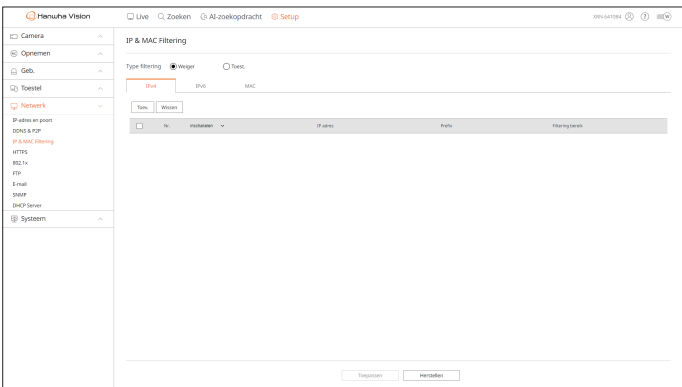 Hanwha Vision
Live Zoeken AI-zoekopdracht Setup
XRN-6410B4
Camera
Opnemen
Geb.
Toestel
Netwerk
IP-adres en poort
DDNS & P2P
IP & MAC Filtering
HTTPS
802.1x
FTP
E-mail
SNMP
DHCP Server
Systeem
IP & MAC Filtering
Type filtering Weiger Toest.
IPv4 IPv6 MAC
Toev. Wissen
Nr. Inschakelen IP adres Prefix Filtering bereik
Toepassen Herstellen